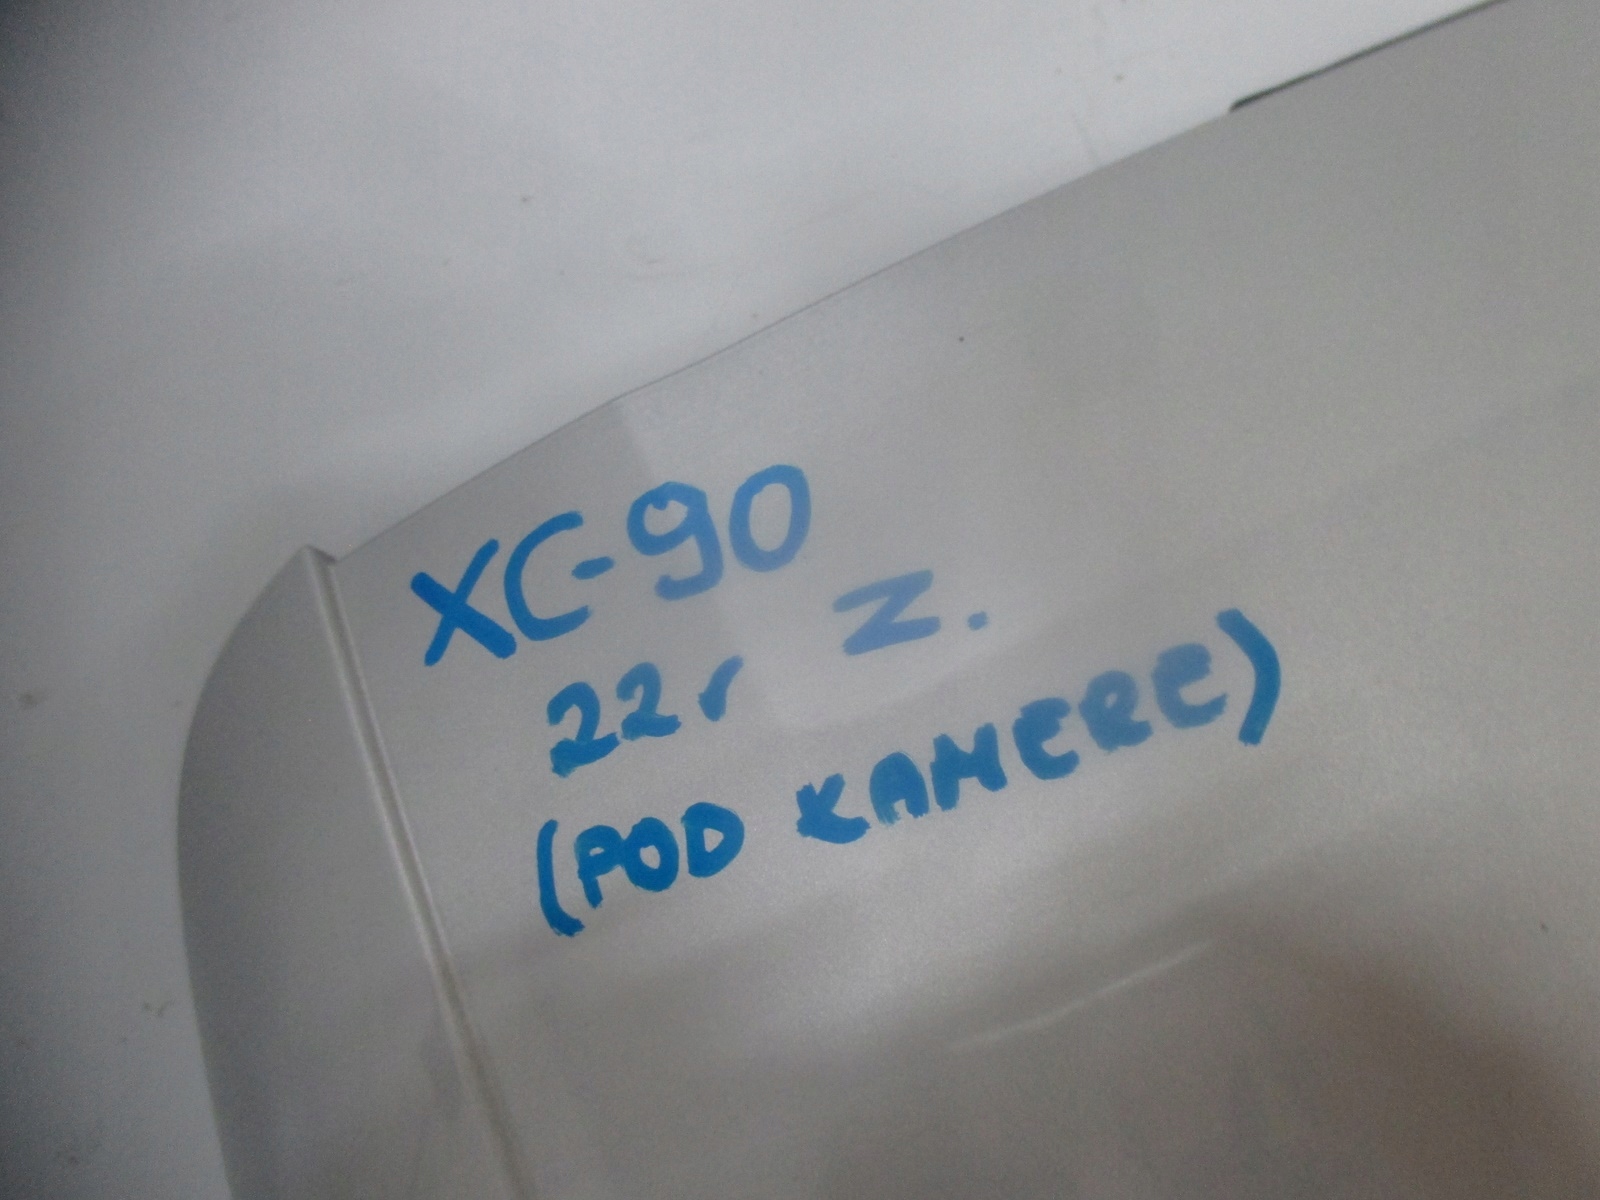 XC-90
Z.
22r
(POD KAMERE)